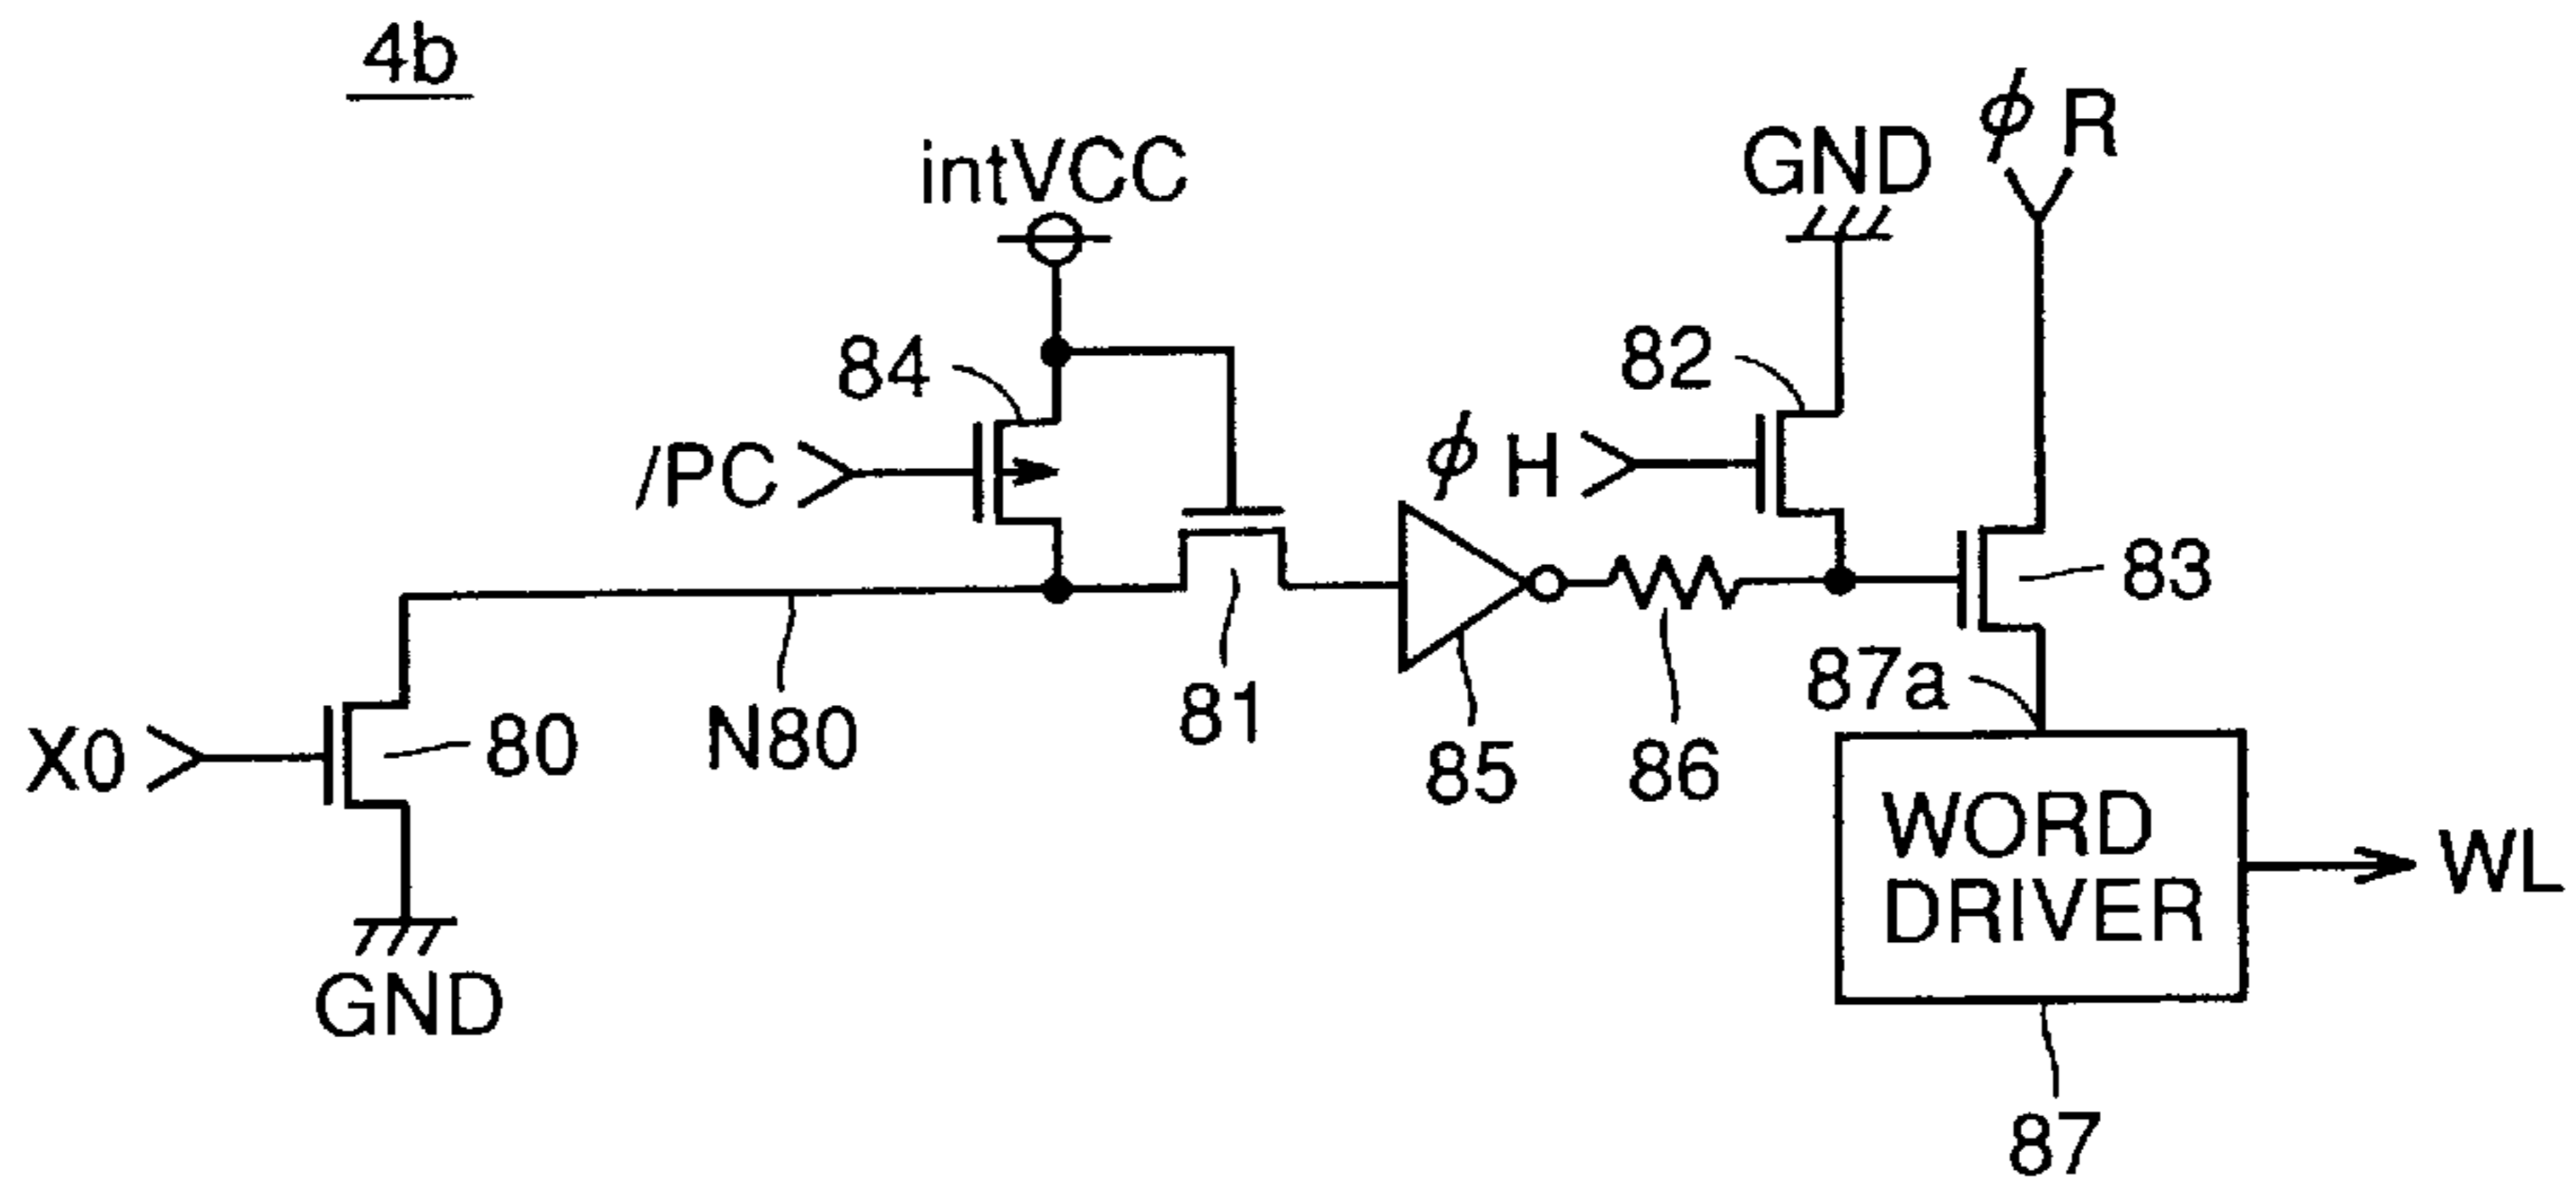 4b
intVCC
GND
φR
84
82
/PC
φH
83
X0
80
N80
81
85
86
87a
WORD
DRIVER
WL
GND
87